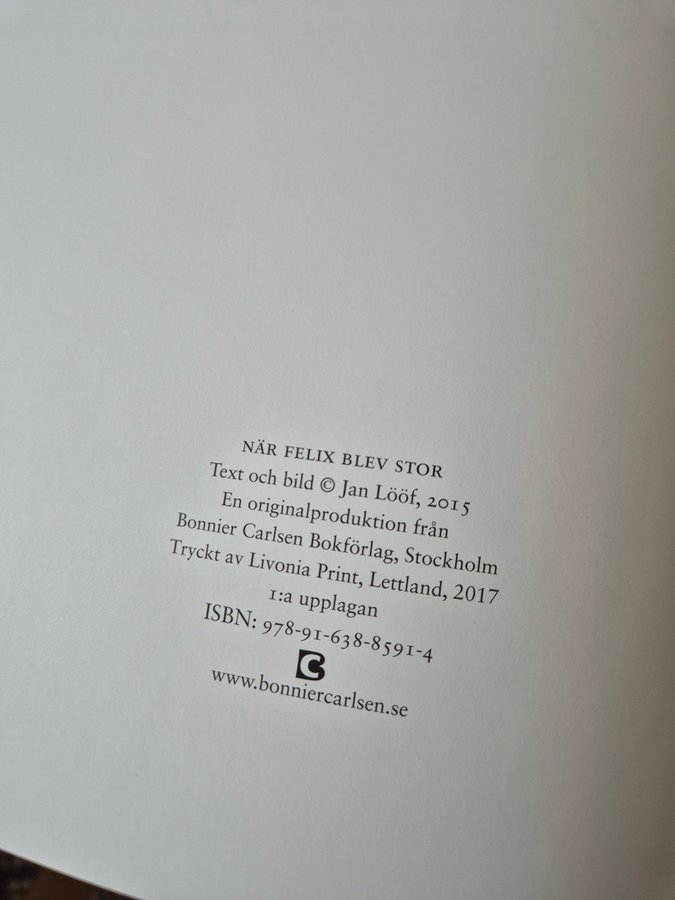 NÄR FELIX BLEV STOR
Text och bild © Jan Lööf, 2015
En originalproduktion från
Bonnier Carlsen Bokförlag, Stockholm
Tryckt av Livonia Print, Lettland, 2017
1:a upplagan
ISBN: 978-91-638-8591-4
www.bonniercarlsen.se